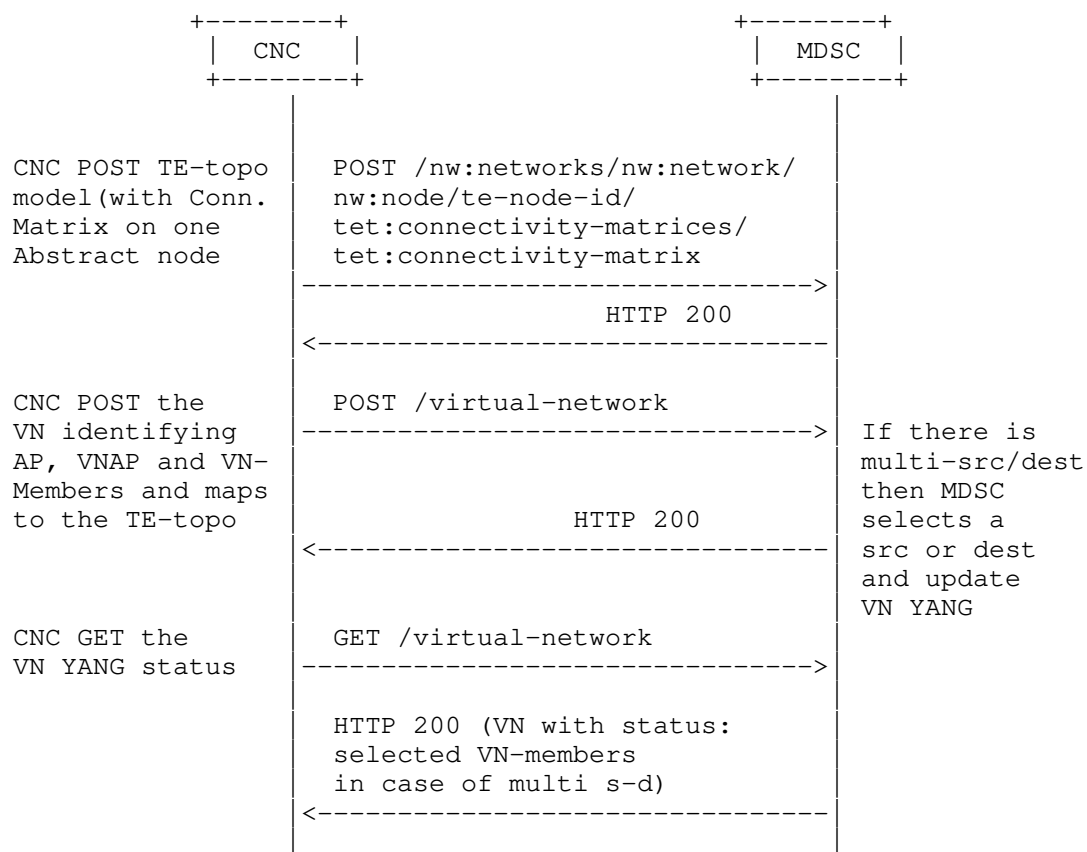 CNC MDSC
CNC POST TE-topo POST /nw:networks/nw:network/
model(with Conn. nw:node/te-node-id/
Matrix on one tet:connectivity-matrices/
Abstract node tet:connectivity-matrix
HTTP 200
CNC POST the POST /virtual-network
VN identifying If there is
AP, VNAP and VN- multi-src/dest
Members and maps then MDSC
to the TE-topo HTTP 200 selects a
src or dest
and update
VN YANG
CNC GET the GET /virtual-network
VN YANG status
HTTP 200 (VN with status:
selected VN-members
in case of multi s-d)